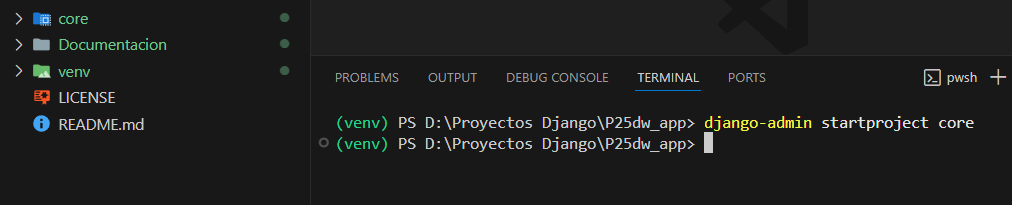 core
Documentacion
venv
LICENSE
README.md
PROBLEMS OUTPUT DEBUG CONSOLE TERMINAL PORTS pwsh
(venv) PS D:\Proyectos Django\P25dw_app> django-admin startproject core
(venv) PS D:\Proyectos Django\P25dw_app>